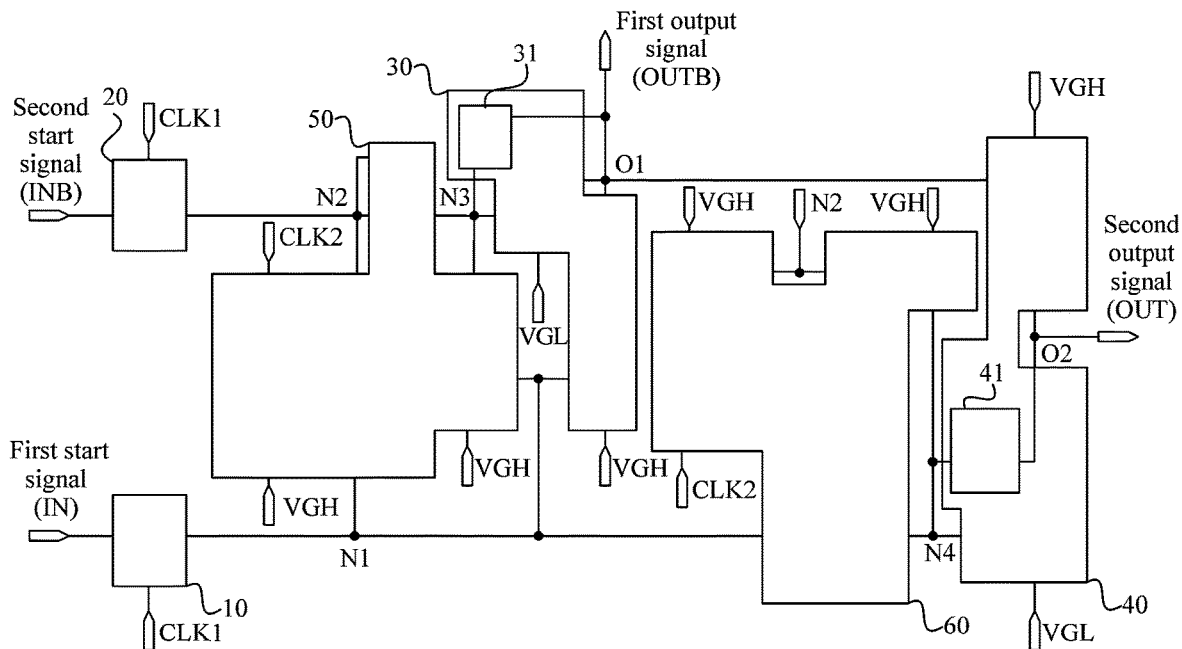 First output
signal
(OUTB)
30
31
VGH
20
CLK1
Second
start
signal
(INB)
50
N2
N3
O1
CLK2
VGH
N2
VGH
Second
output
signal
(OUT)
VGL
O2
41
First start
signal
(IN)
VGH
VGH
VGH
CLK2
N1
N4
10
CLK1
60
40
VGL